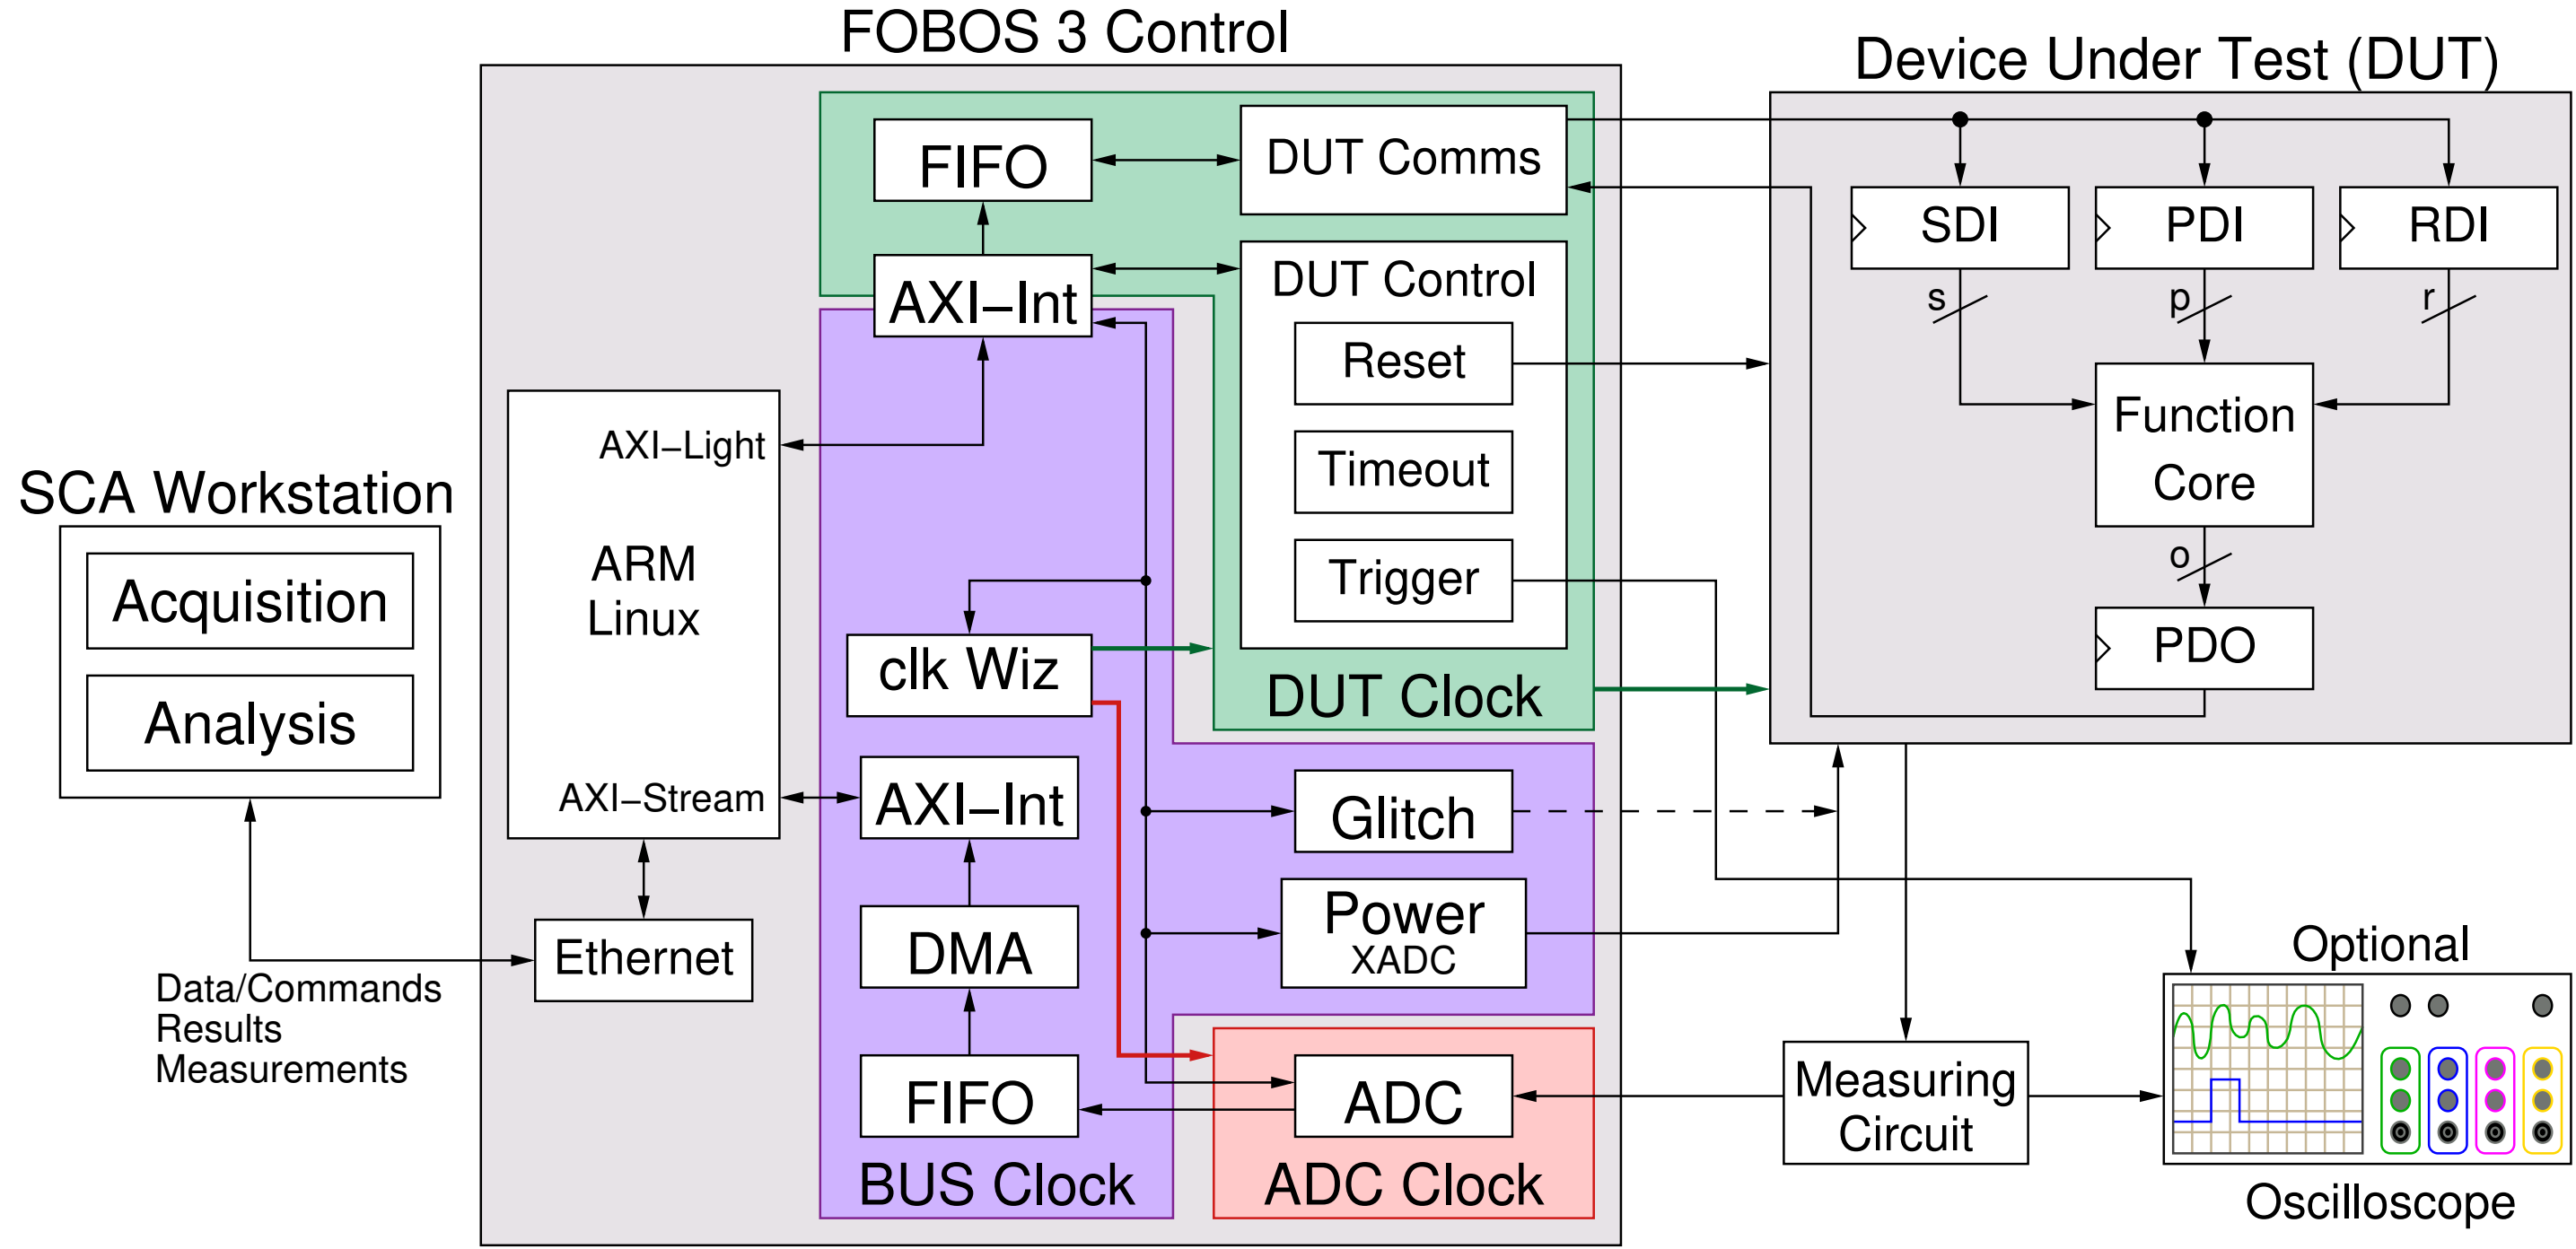 FOBOS 3 Control
Device Under Test (DUT)
FIFO
DUT Comms
AXI–Int
DUT Control
Reset
Timeout
Trigger
DUT Clock
SDI
PDI
RDI
s
p
r
Function
Core
o
PDO
SCA Workstation
Acquisition
Analysis
Data/Commands
Results
Measurements
AXI–Light
ARM
Linux
AXI–Stream
Ethernet
clk Wiz
AXI–Int
DMA
FIFO
BUS Clock
Glitch
Power
XADC
ADC
ADC Clock
Measuring
Circuit
Optional
Oscilloscope